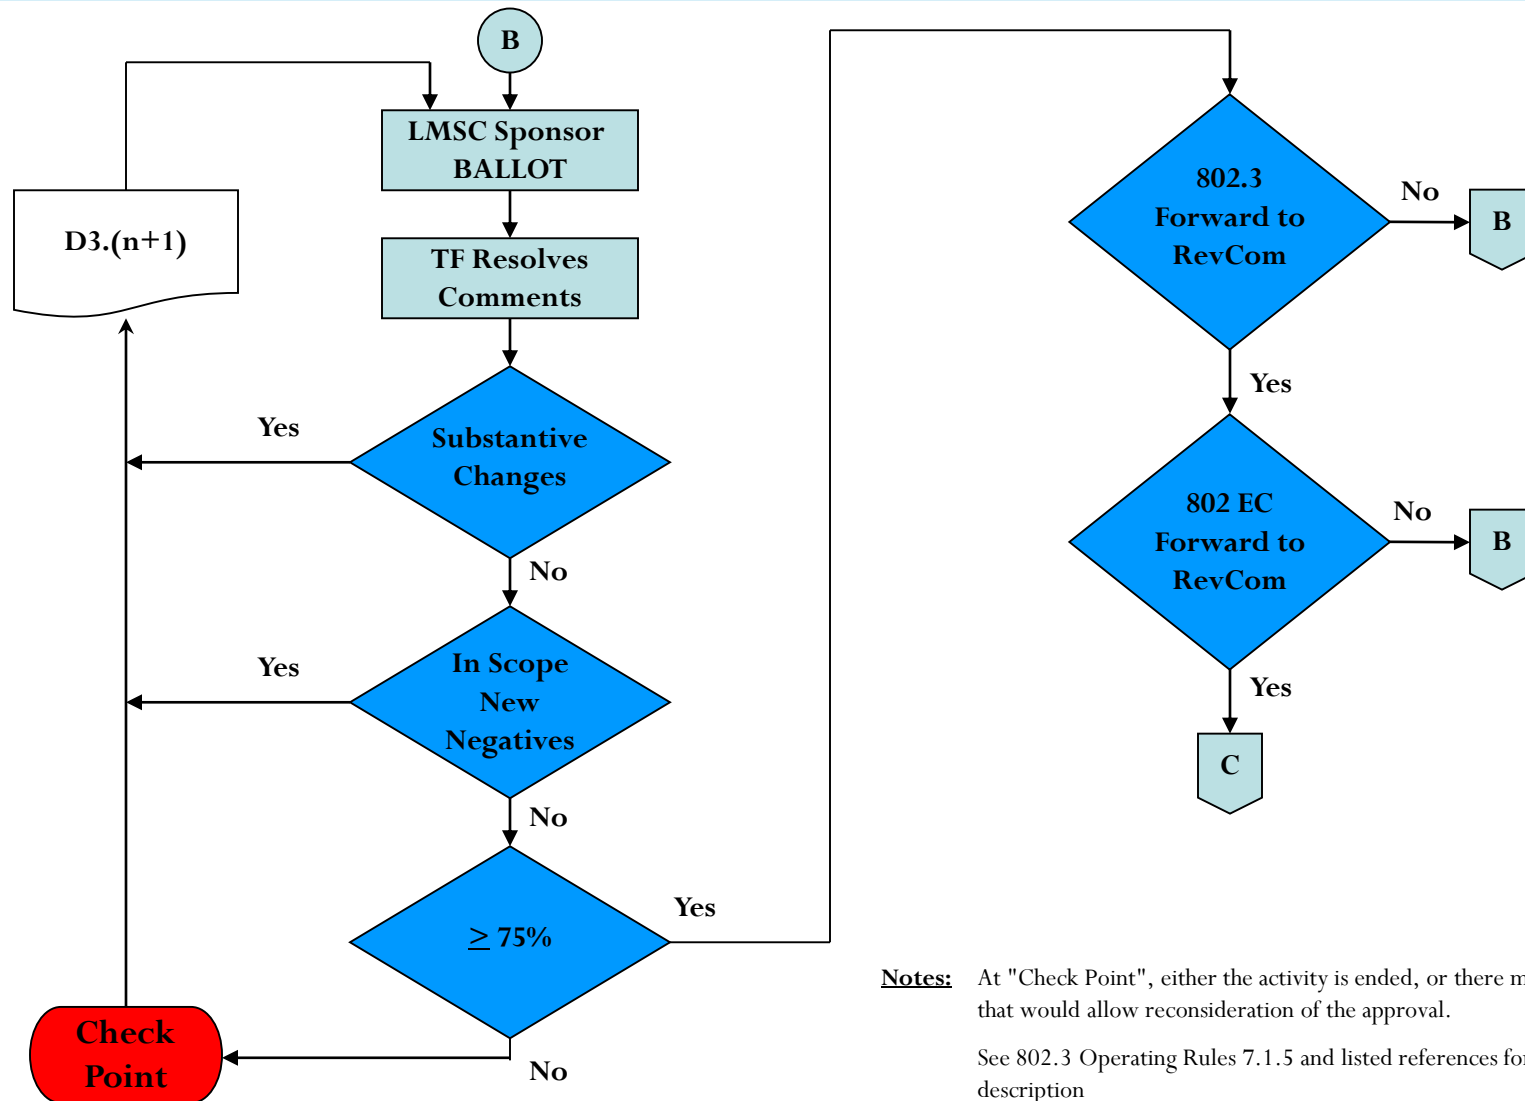 B
LMSC Sponsor
BALLOT
D3.(n+1)
TF Resolves
Comments
Substantive
Changes
Yes
No
In Scope
New
Negatives
Yes
No
≥ 75%
Yes
No
Check
Point
802.3
Forward to
RevCom
No
B
Yes
802 EC
Forward to
RevCom
No
B
Yes
C
Notes: At "Check Point", either the activity is ended, or there
that would allow reconsideration of the approval.
See 802.3 Operating Rules 7.1.5 and listed references for
description